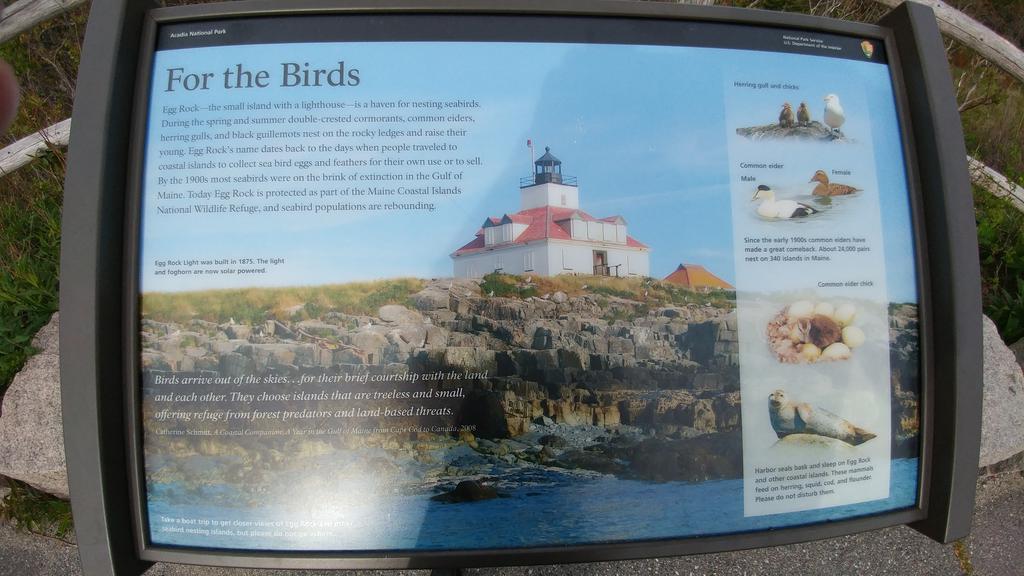 Acadia National Park
National Park Service
U.S. Department of the Interior
For the Birds
Egg Rock—the small island with a lighthouse—is a haven for nesting seabirds.
During the spring and summer double-crested cormorants, common eiders,
herring gulls, and black guillemots nest on the rocky ledges and raise their
young. Egg Rock's name dates back to the days when people traveled to
coastal islands to collect sea bird eggs and feathers for their own use or to sell.
By the 1900s most seabirds were on the brink of extinction in the Gulf of
Maine. Today Egg Rock is protected as part of the Maine Coastal Islands
National Wildlife Refuge, and seabird populations are rebounding.
Egg Rock Light was built in 1875. The light
and foghorn are now solar powered.
Birds arrive out of the skies. . .for their brief courtship with the land
and each other. They choose islands that are treeless and small,
offering refuge from forest predators and land-based threats.
Catherine Schmitt, A Coastal Companion: A Year in the Gulf of Maine from Cape Cod to Canada, 2008
Take a boat trip to get closer views of Egg Rock and other
seabird nesting islands, but please do not go ashore.
Herring gull and chicks
Common eider
Male
Female
Since the early 1900s common eiders have
made a great comeback. About 24,000 pairs
nest on 340 islands in Maine.
Common eider chick
Harbor seals bask and sleep on Egg Rock
and other coastal islands. These mammals
feed on herring, squid, cod, and flounder.
Please do not disturb them.